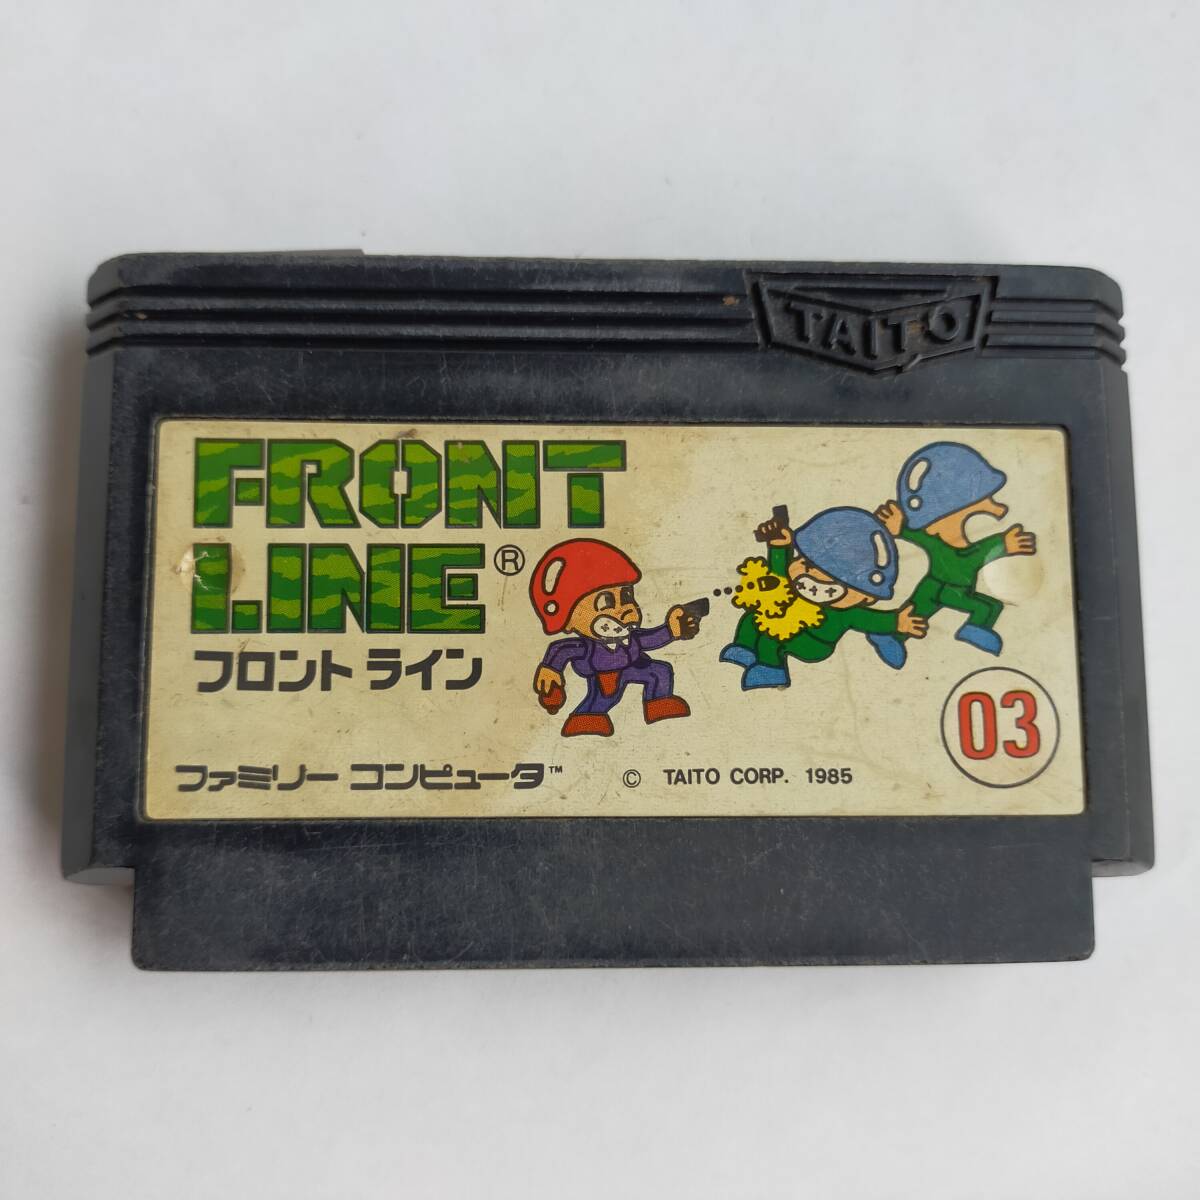 TAITO
FRONT
LINE®
フロント ライン
03
ファミリー コンピュータ™
© TAITO CORP. 1985